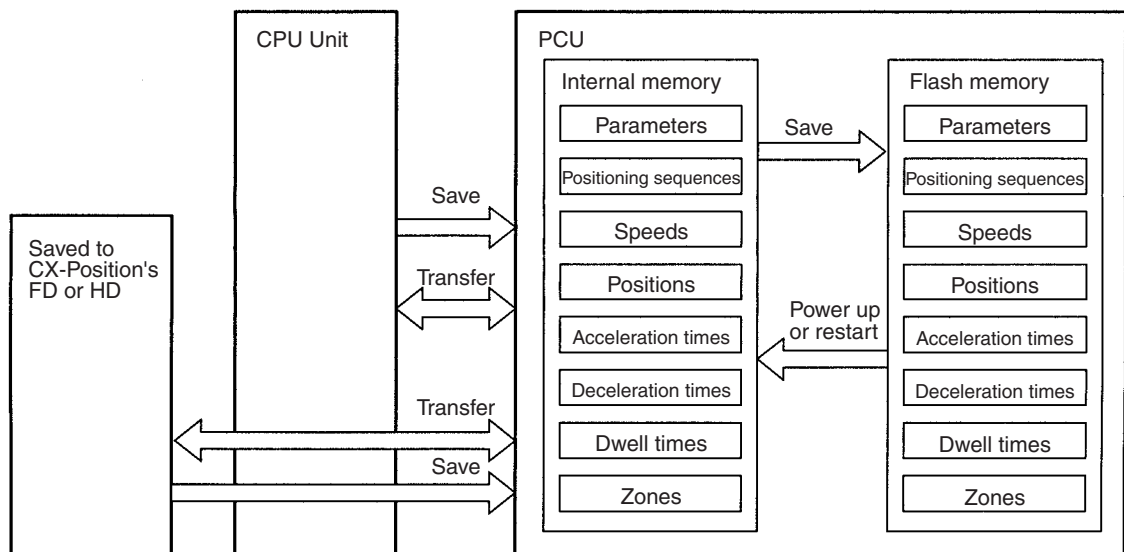 CPU Unit
PCU
Internal memory
Flash memory
Parameters
Save
Parameters
Positioning sequences
Positioning sequences
Save
Speeds
Speeds
Saved to
CX-Position's
FD or HD
Transfer
Positions
Positions
Power up
or restart
Acceleration times
Acceleration times
Deceleration times
Deceleration times
Transfer
Dwell times
Dwell times
Save
Zones
Zones